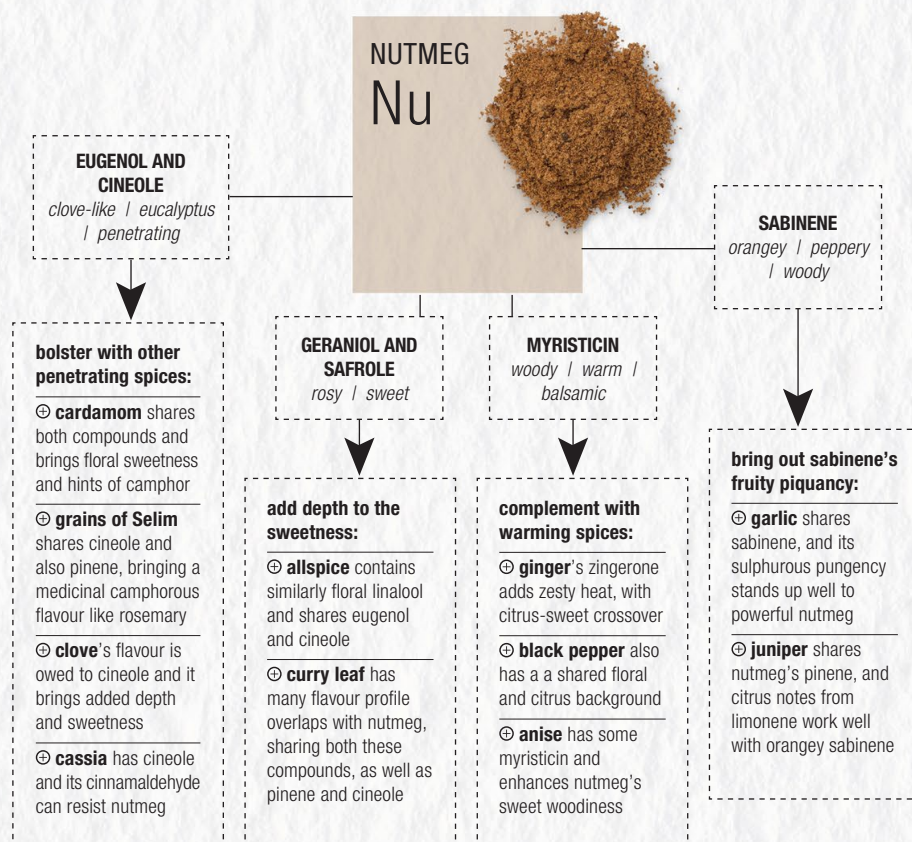 NUTMEG
Nu
EUGENOL AND
CINEOLE
clove-like / eucalyptus
/ penetrating
bolster with other
penetrating spices:
⊕ cardamom shares
both compounds and
brings floral sweetness
and hints of camphor
⊕ grains of Selim
shares cineole and
also pinene, bringing a
medicinal camphorous
flavour like rosemary
⊕ clove's flavour is
owed to cineole and it
brings added depth
and sweetness
⊕ cassia has cineole
and its cinnamaldehyde
can resist nutmeg
GERANIOL AND
SAFROLE
rosy / sweet
add depth to the
sweetness:
⊕ allspice contains
similarly floral linalool
and shares eugenol
and cineole
⊕ curry leaf has
many flavour profile
overlaps with nutmeg,
sharing both these
compounds, as well as
pinene and cineole
MYRISTICIN
woody / warm /
balsamic
complement with
warming spices:
⊕ ginger's zingerone
adds zesty heat, with
citrus-sweet crossover
⊕ black pepper also
has a a shared floral
and citrus background
⊕ anise has some
myristicin and
enhances nutmeg's
sweet woodiness
SABINENE
orangey / peppery
/ woody
bring out sabinene's
fruity piquancy:
⊕ garlic shares
sabinene, and its
sulphurous pungency
stands up well to
powerful nutmeg
⊕ juniper shares
nutmeg's pinene, and
citrus notes from
limonene work well
with orangey sabinene